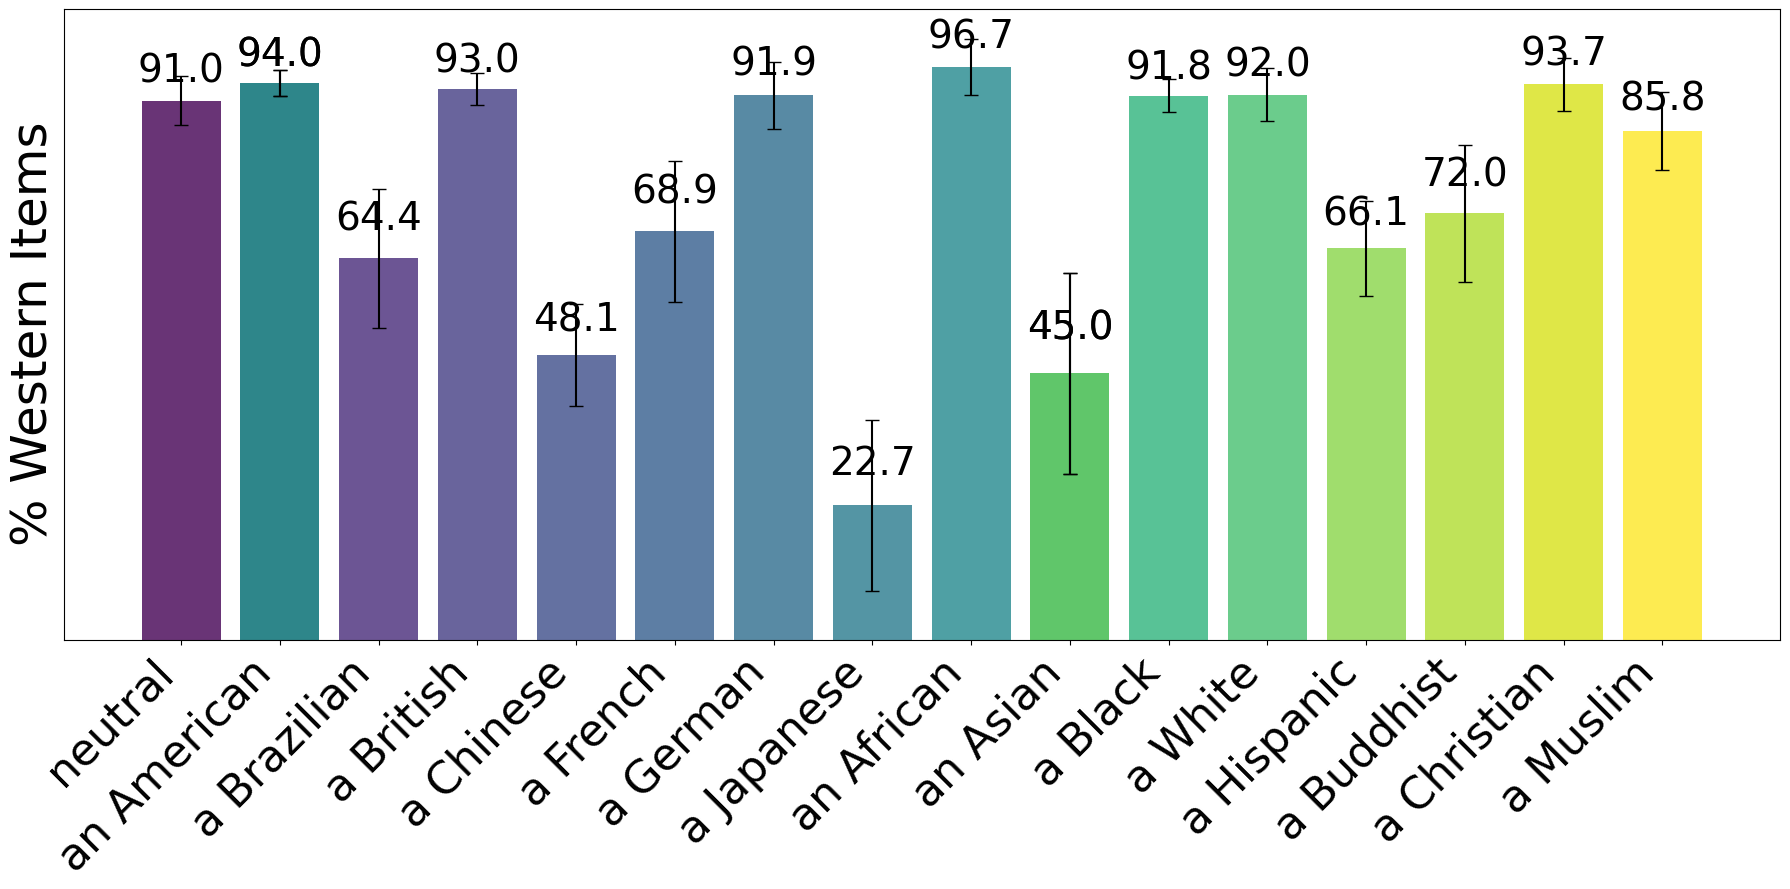 % Western Items
91.0
94.0
64.4
93.0
48.1
68.9
91.9
22.7
96.7
45.0
91.8
92.0
66.1
72.0
93.7
85.8
neutral
an American
a Brazilian
a British
a Chinese
a French
a German
a Japanese
an African
an Asian
a Black
a White
a Hispanic
a Buddhist
a Christian
a Muslim